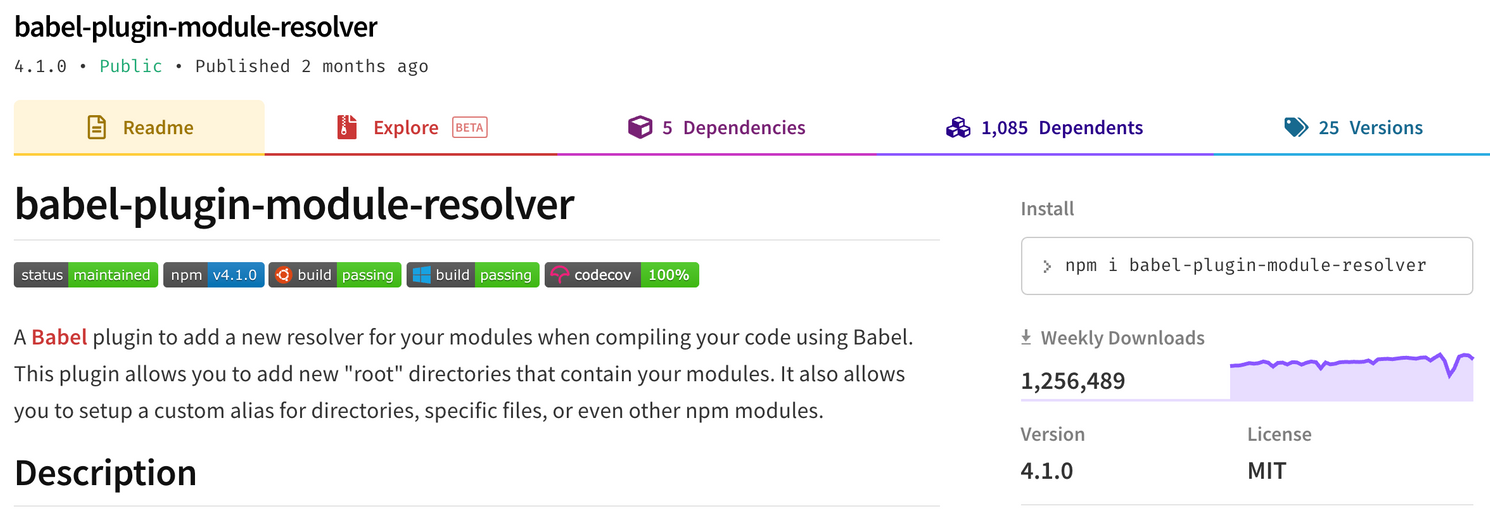 babel-plugin-module-resolver
4.1.0 • Public • Published 2 months ago
Readme
Explore BETA
5 Dependencies
1,085 Dependents
25 Versions
babel-plugin-module-resolver
status maintained npm v4.1.0 build passing build passing codecov 100%
A Babel plugin to add a new resolver for your modules when compiling your code using Babel.
This plugin allows you to add new "root" directories that contain your modules. It also allows
you to setup a custom alias for directories, specific files, or even other npm modules.
Description
Install
npm i babel-plugin-module-resolver
Weekly Downloads
1,256,489
Version
4.1.0
License
MIT